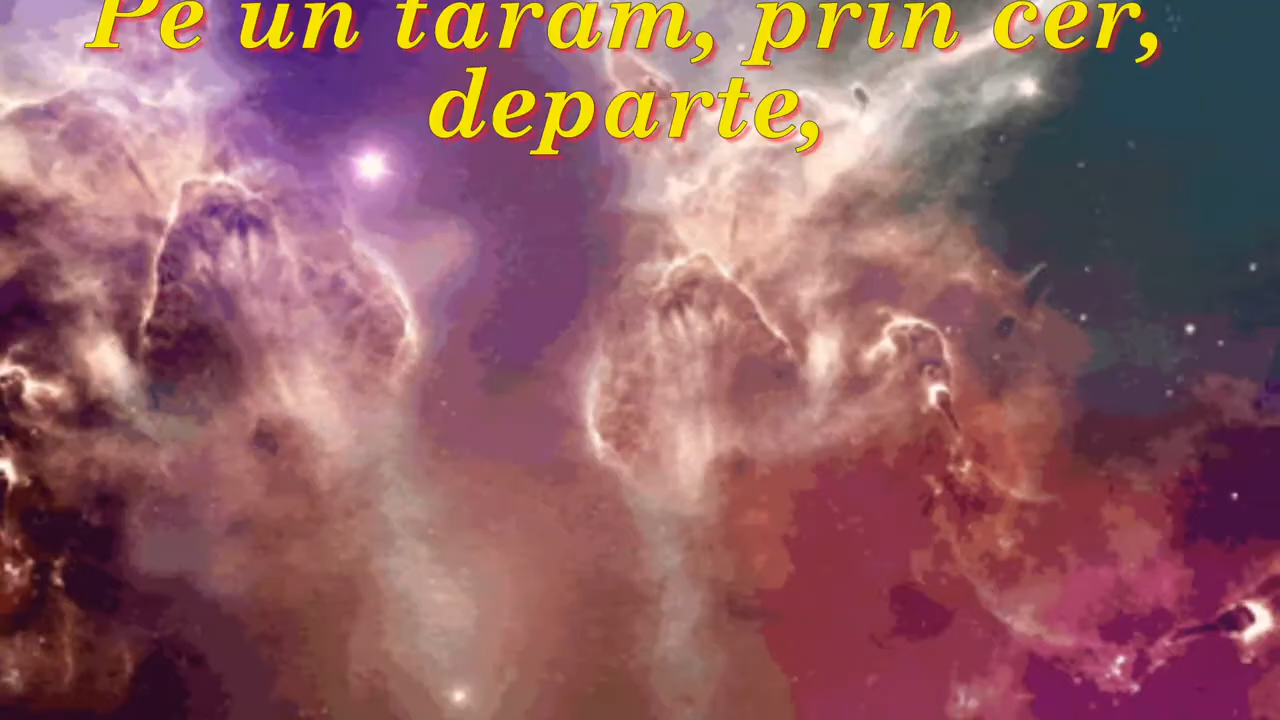 Pe un taram, prin cer,
departe,